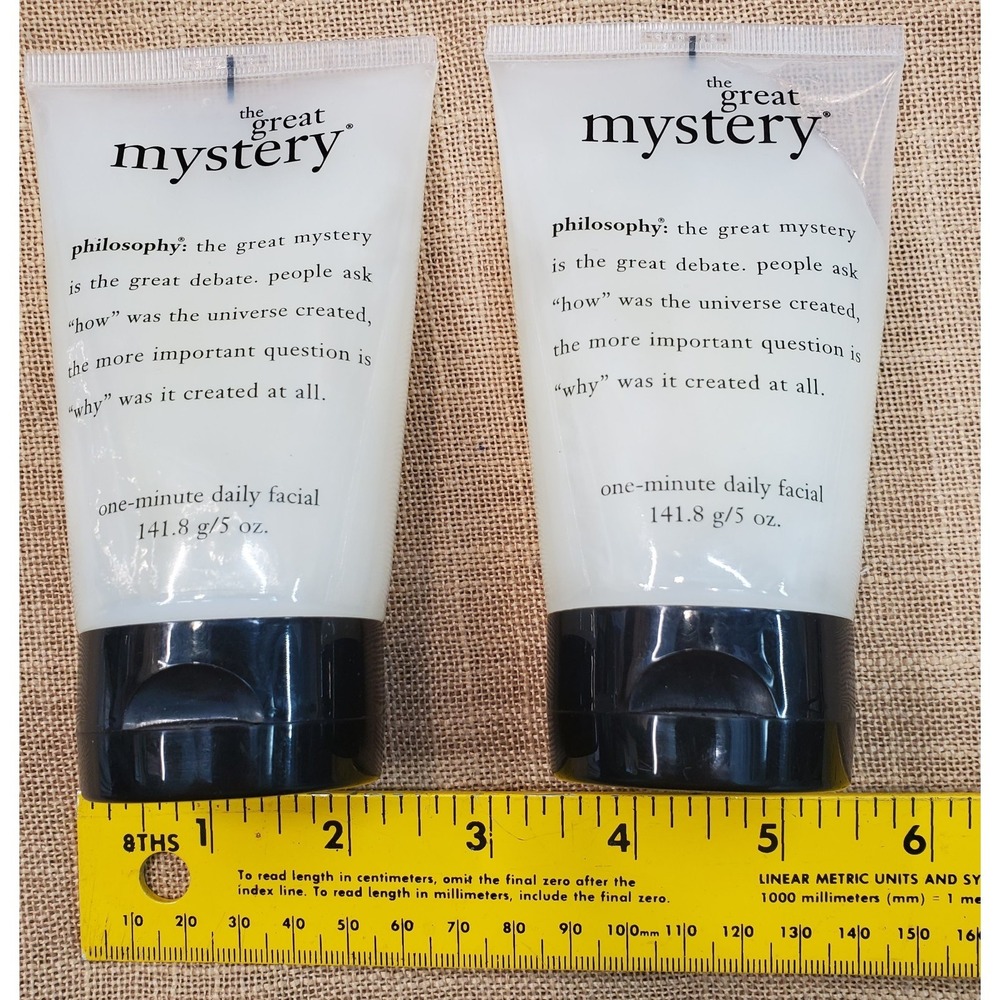 the
great
mystery®
philosophy®: the great mystery
is the great debate. people ask
“how” was the universe created,
the more important question is
“why” was it created at all.
one-minute daily facial
141.8 g/5 oz.
the
great
mystery®
philosophy®: the great mystery
is the great debate. people ask
“how” was the universe created,
the more important question is
“why” was it created at all.
one-minute daily facial
141.8 g/5 oz.
8THS 1 2 3 4 5 6
To read length in centimeters, omit the final zero after the
index line. To read length in millimeters, include the final zero.
LINEAR METRIC UNITS AND SY
1000 millimeters (mm) = 1 me
10 20 30 40 50 60 70 80 90 100mm 110 120 130 140 150 16